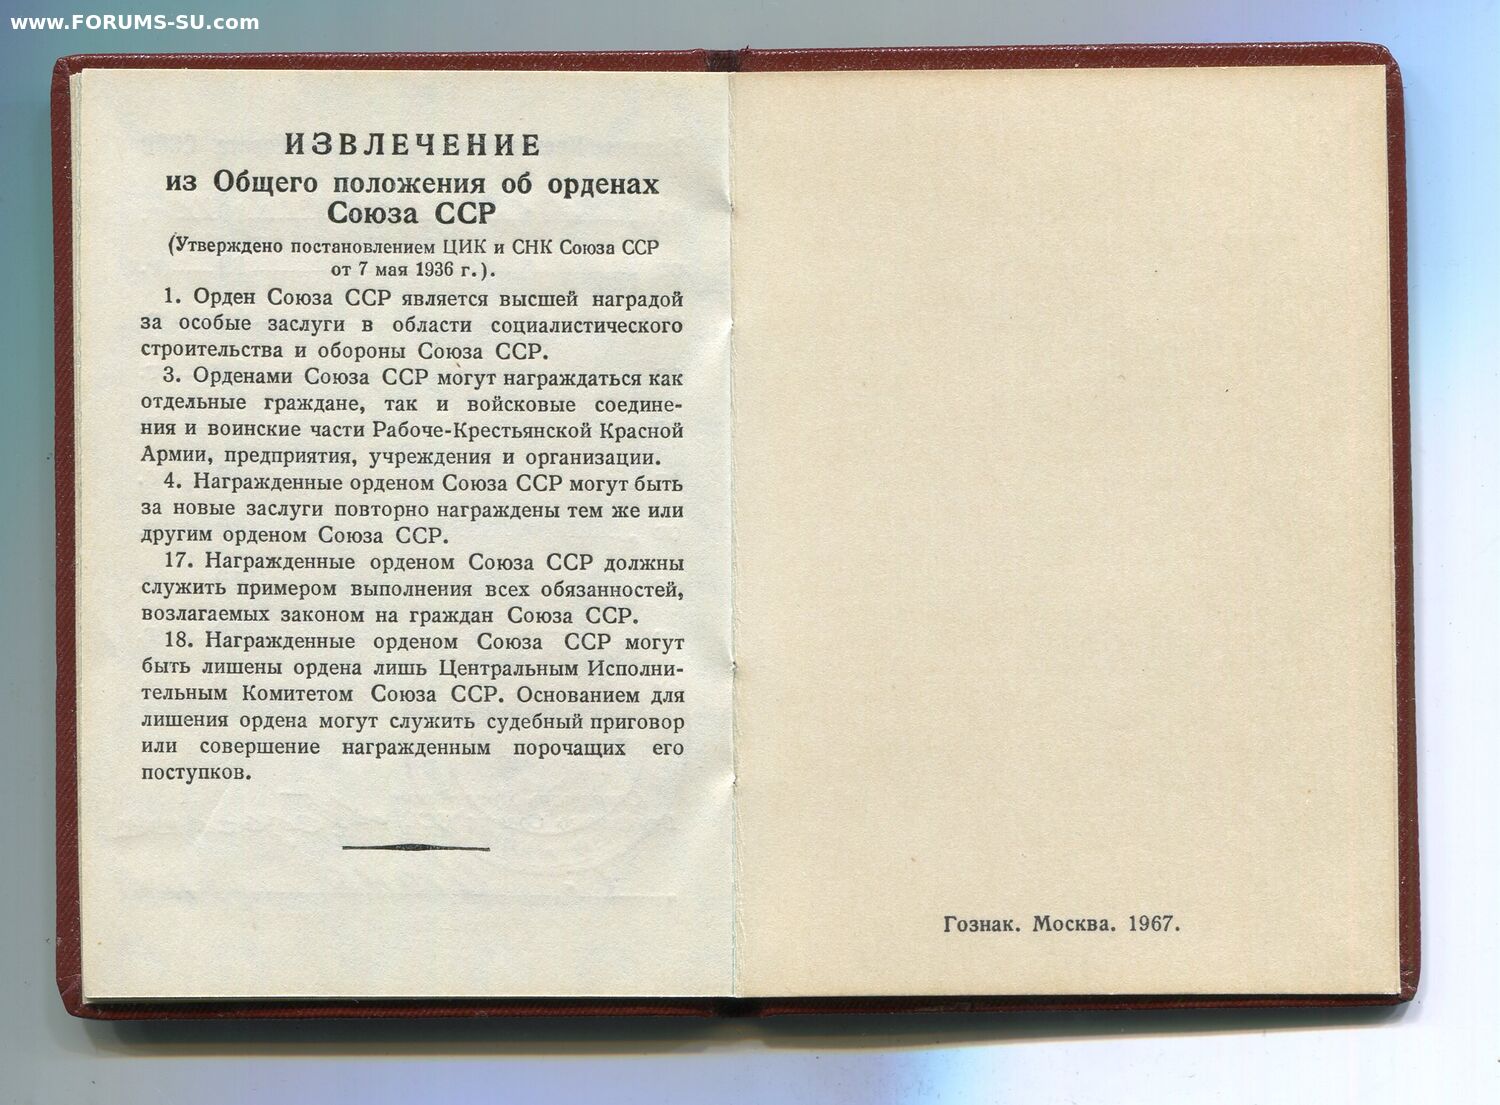 www.FORUMS-SU.com
ИЗВЛЕЧЕНИЕ
из Общего положения об орденах
Союза ССР
(Утверждено постановлением ЦИК и СНК Союза ССР
от 7 мая 1936 г.).
1. Орден Союза ССР является высшей наградой
за особые заслуги в области социалистического
строительства и обороны Союза ССР.
3. Орденами Союза ССР могут награждаться как
отдельные граждане, так и войсковые соедине-
ния и воинские части Рабоче-Крестьянской Красной
Армии, предприятия, учреждения и организации.
4. Награжденные орденом Союза ССР могут быть
за новые заслуги повторно награждены тем же или
другим орденом Союза ССР.
17. Награжденные орденом Союза ССР должны
служить примером выполнения всех обязанностей,
возлагаемых законом на граждан Союза ССР.
18. Награжденные орденом Союза ССР могут
быть лишены ордена лишь Центральным Исполни-
тельным Комитетом Союза ССР. Основанием для
лишения ордена могут служить судебный приговор
или совершение награжденным порочащих его
поступков.
Гознак. Москва. 1967.